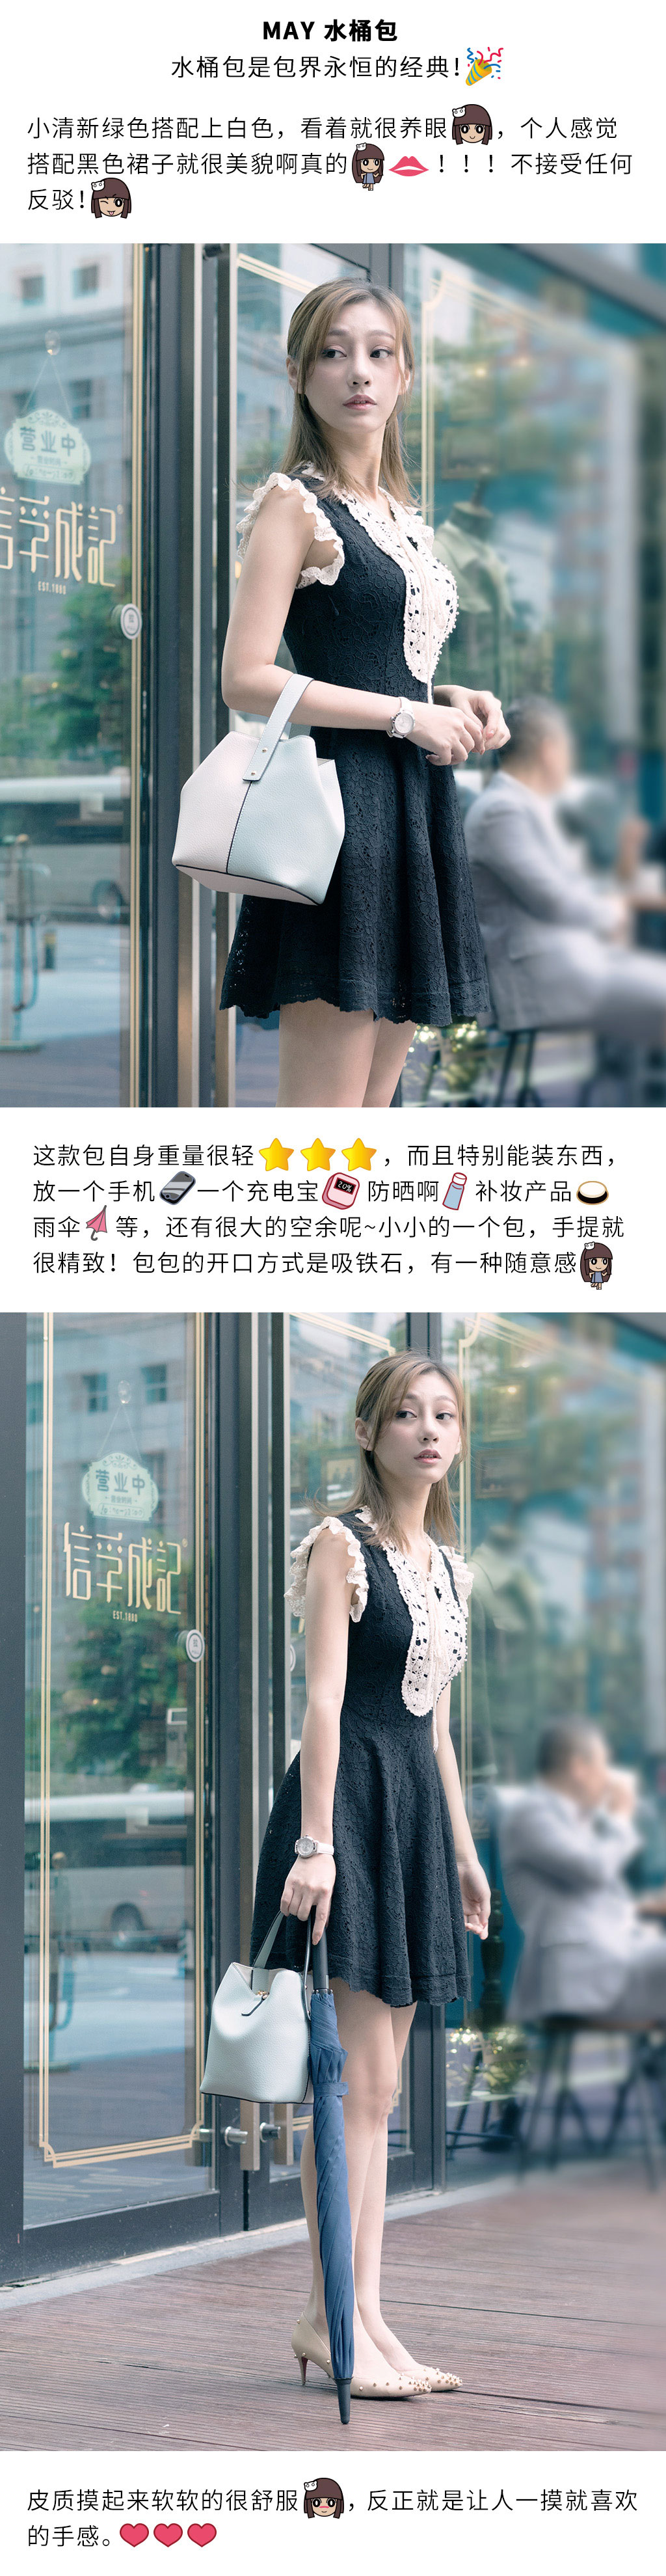 MAY 水桶包
水桶包是包界永恒的经典!
小清新绿色搭配上白色，看着就很养眼，个人感觉
搭配黑色裙子就很美貌啊真的！！！不接受任何
反驳!
营业中
信孚成記
EST.1980
这款包自身重量很轻，而且特别能装东西，
放一个手机一个充电宝20%防晒啊补妆产品
雨伞等，还有很大的空余呢~小小的一个包，手提就
很精致！包包的开口方式是吸铁石，有一种随意感
营业中
信孚成記
EST.1980
皮质摸起来软软的很舒服，反正就是让人一摸就喜欢
的手感。